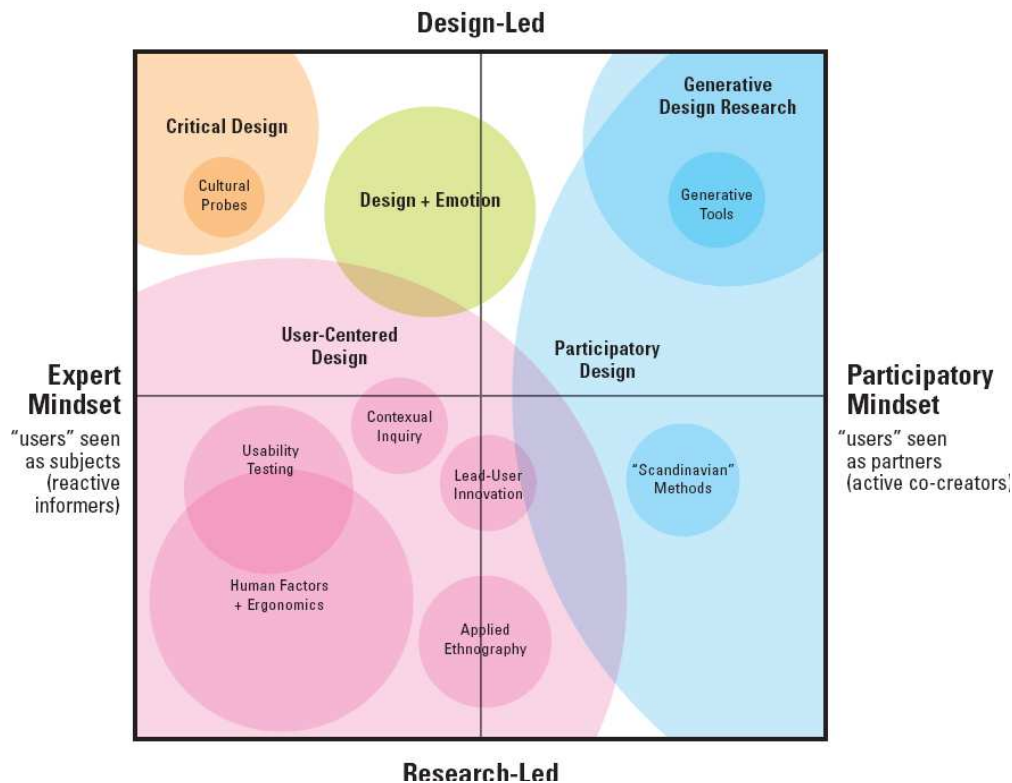 Design-Led
Generative
Design Research
Critical Design
Cultural
Probes
Design + Emotion
Generative
Tools
User-Centered
Design
Participatory
Design
Expert
Mindset
"users" seen
as subjects
(reactive
informers)
Participatory
Mindset
"users" seen
as partners
(active co-creators)
Contexual
Inquiry
Usability
Testing
Lead-User
Innovation
"Scandinavian"
Methods
Human Factors
+ Ergonomics
Applied
Ethnography
Research-Led